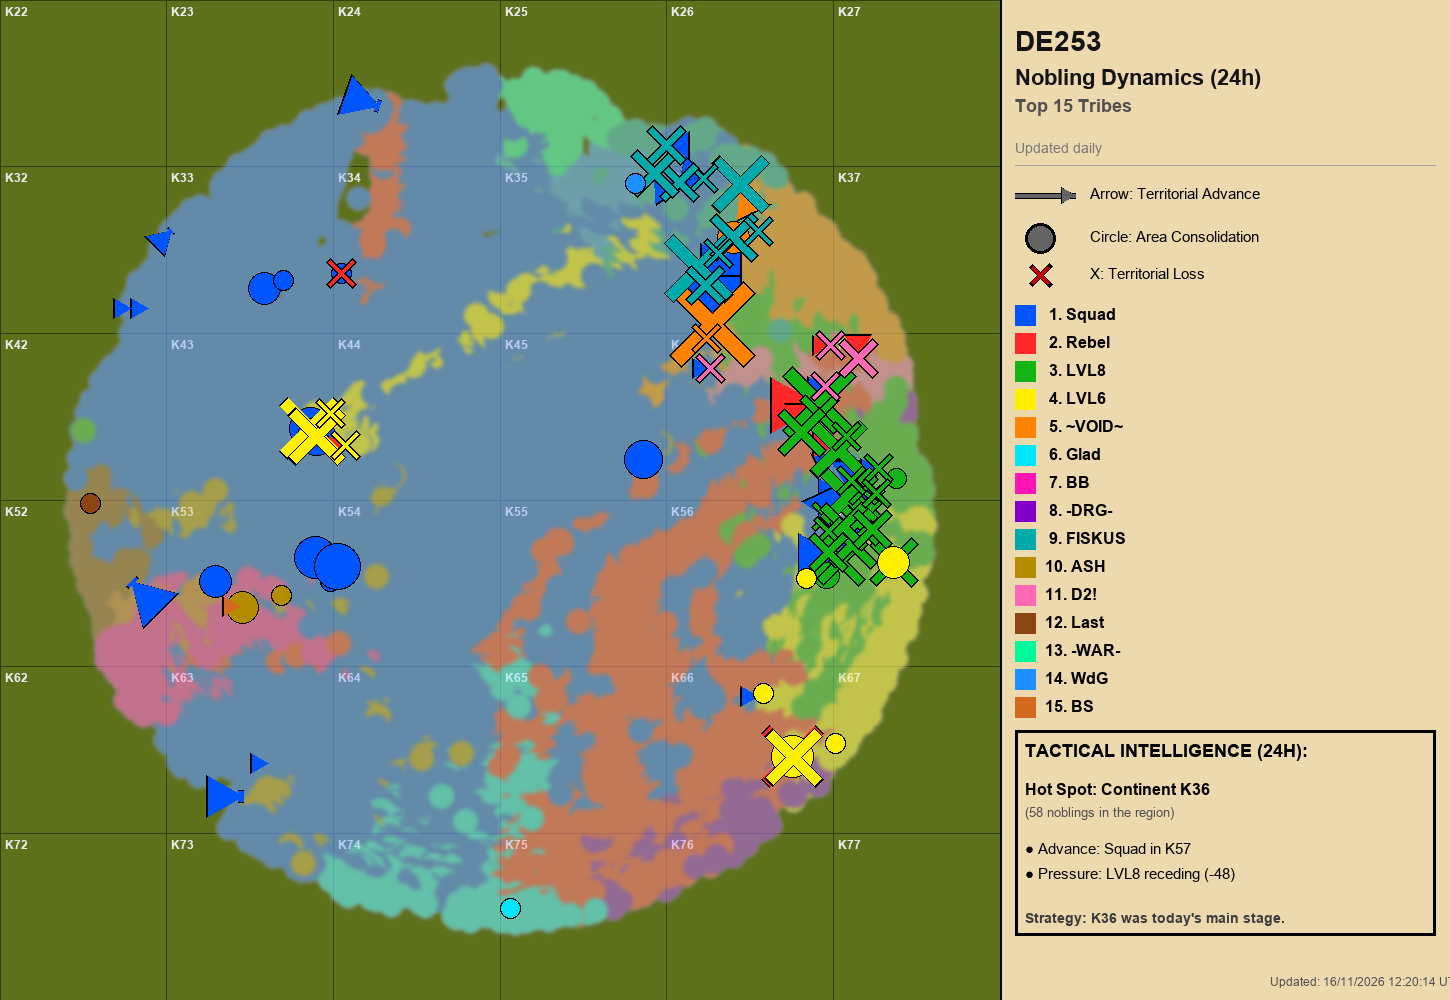 K22 K23 K24 K25 K26 K27
K32 K33 K34 K35 K37
K42 K43 K44 K45
K52 K53 K54 K55 K56
K62 K63 K64 K65 K66 K67
K72 K73 K74 K75 K76 K77
DE253
Nobling Dynamics (24h)
Top 15 Tribes
Updated daily
Arrow: Territorial Advance
Circle: Area Consolidation
X: Territorial Loss
1. Squad
2. Rebel
3. LVL8
4. LVL6
5. ~VOID~
6. Glad
7. BB
8. -DRG-
9. FISKUS
10. ASH
11. D2!
12. Last
13. -WAR-
14. WdG
15. BS
TACTICAL INTELLIGENCE (24H):
Hot Spot: Continent K36
(58 noblings in the region)
● Advance: Squad in K57
● Pressure: LVL8 receding (-48)
Strategy: K36 was today's main stage.
Updated: 16/11/2026 12:20:14